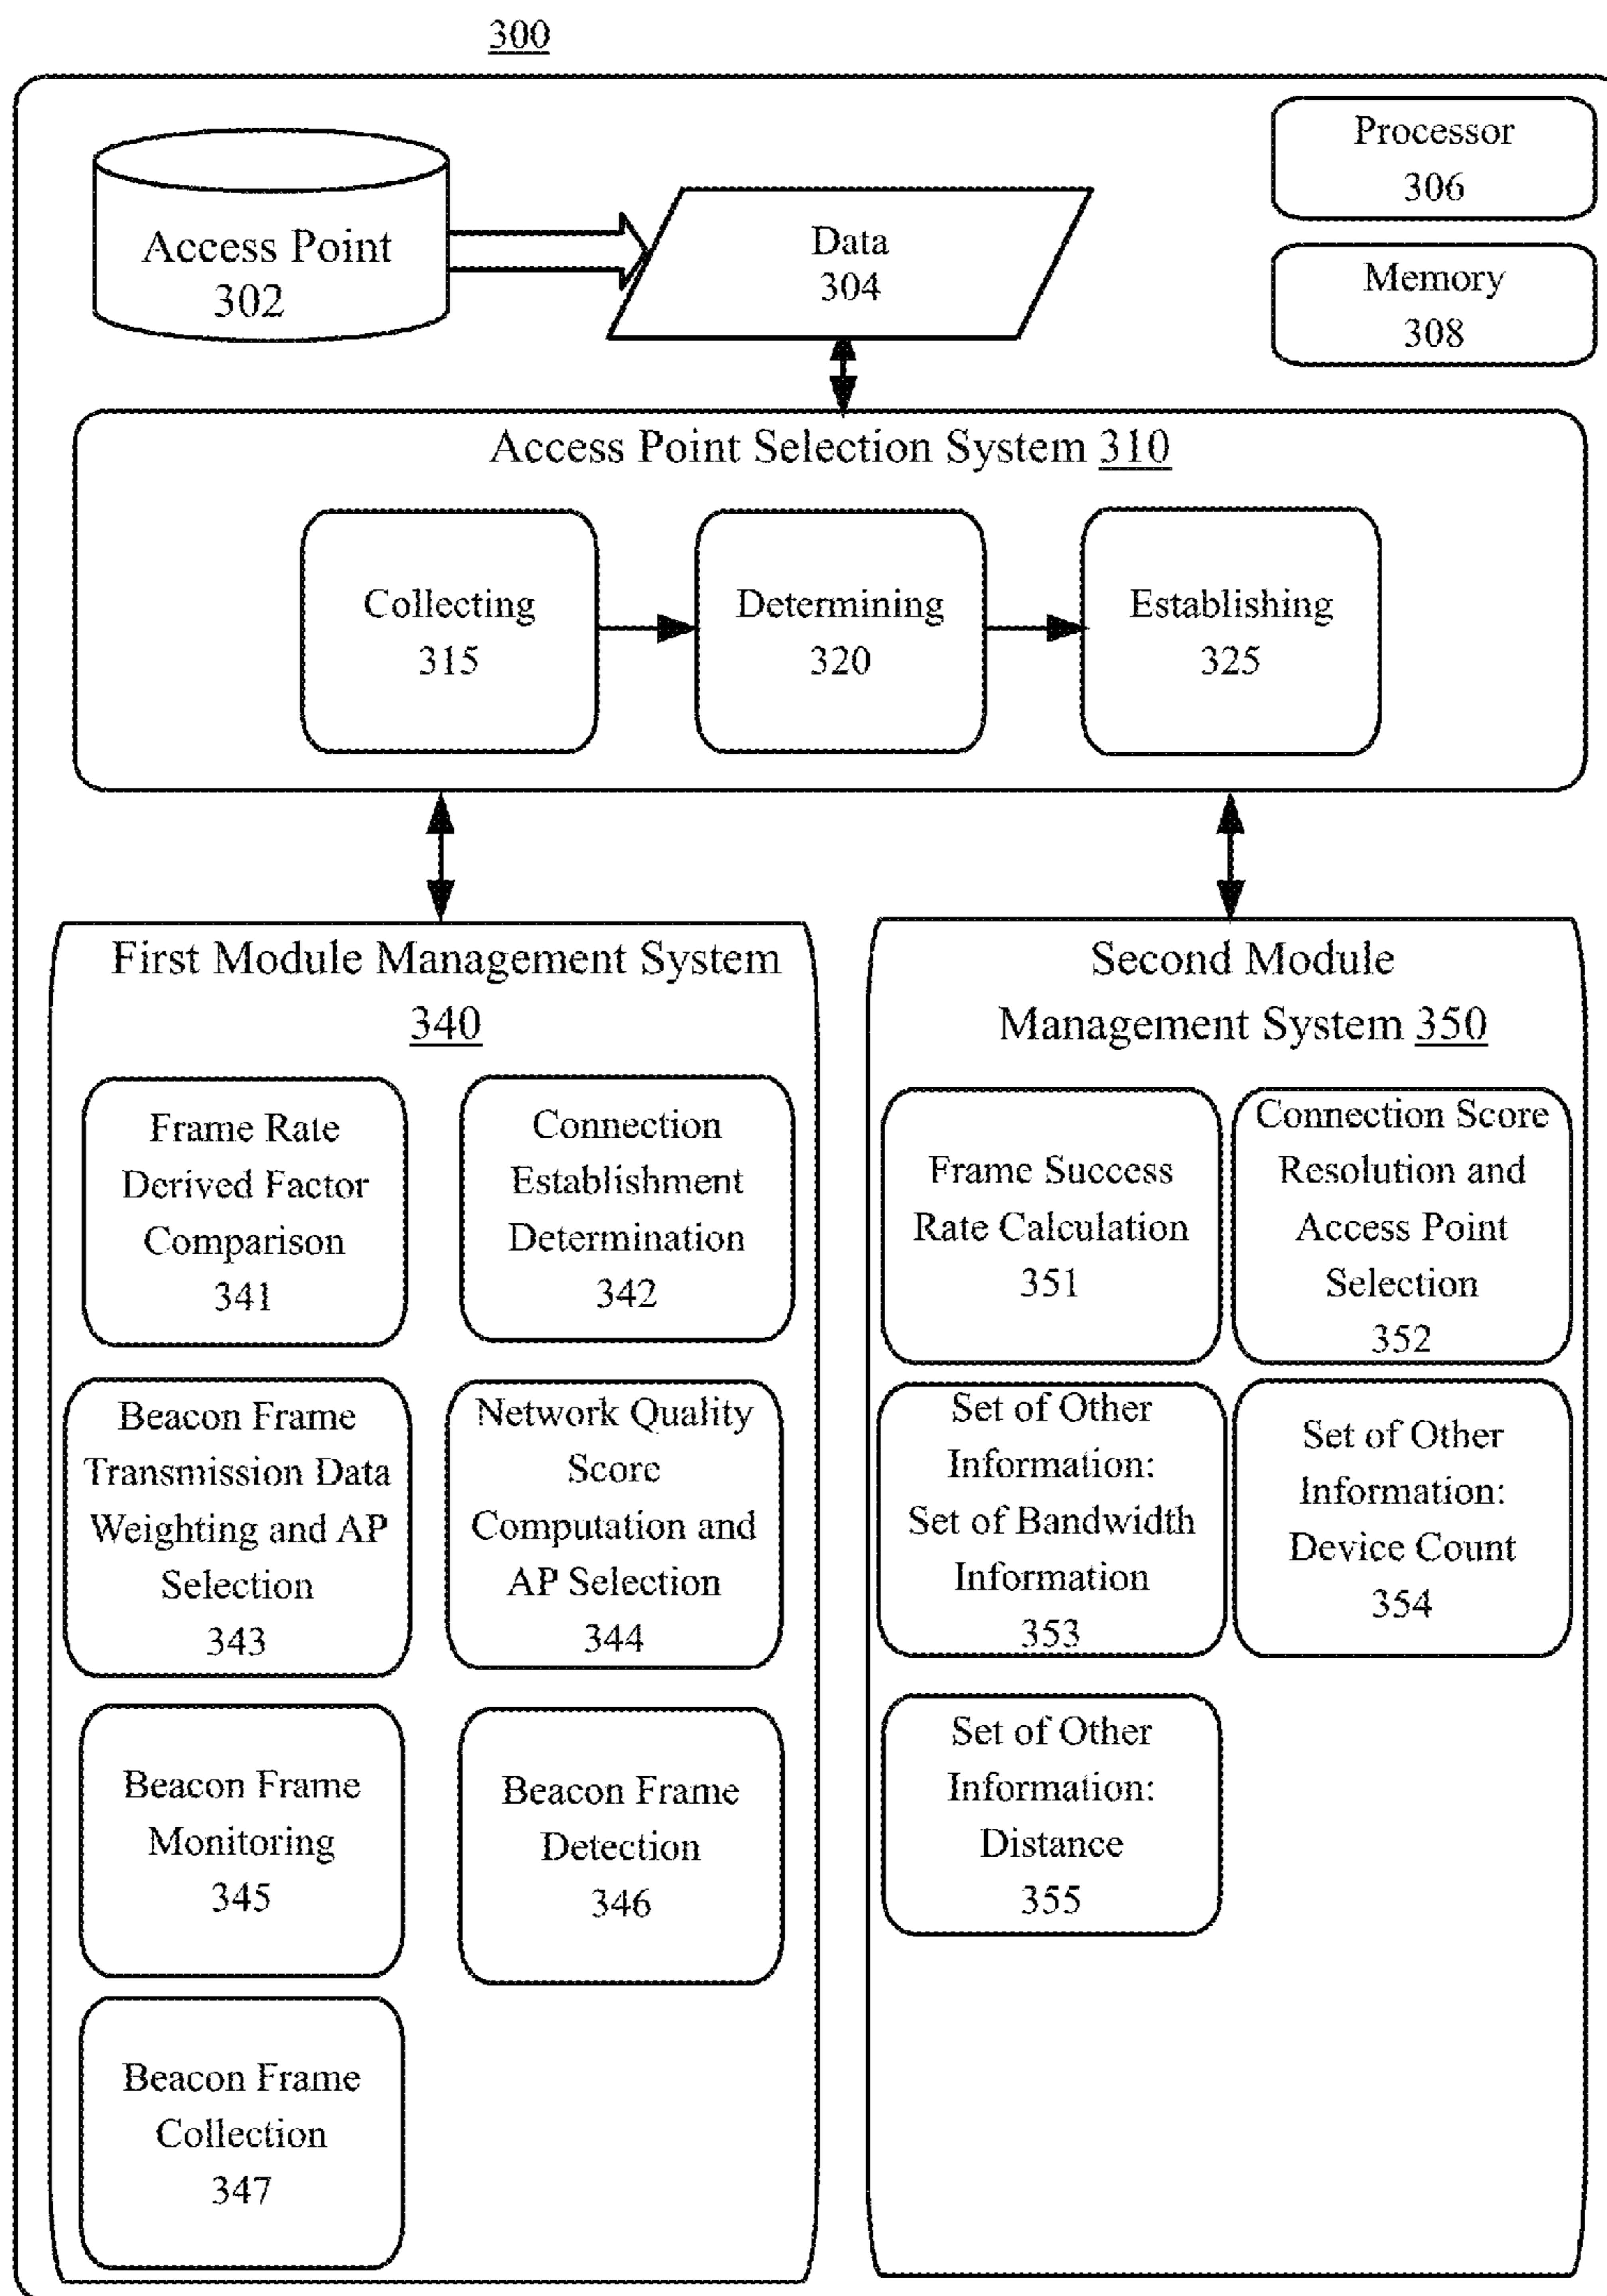 300
Access Point
302
Data
304
Processor
306
Memory
308
Access Point Selection System 310
Collecting
315
Determining
320
Establishing
325
First Module Management System
340
Frame Rate
Derived Factor
Comparison
341
Connection
Establishment
Determination
342
Beacon Frame
Transmission Data
Weighting and AP
Selection
343
Network Quality
Score
Computation and
AP Selection
344
Beacon Frame
Monitoring
345
Beacon Frame
Detection
346
Beacon Frame
Collection
347
Second Module
Management System 350
Frame Success
Rate Calculation
351
Connection Score
Resolution and
Access Point
Selection
352
Set of Other
Information:
Set of Bandwidth
Information
353
Set of Other
Information:
Device Count
354
Set of Other
Information:
Distance
355